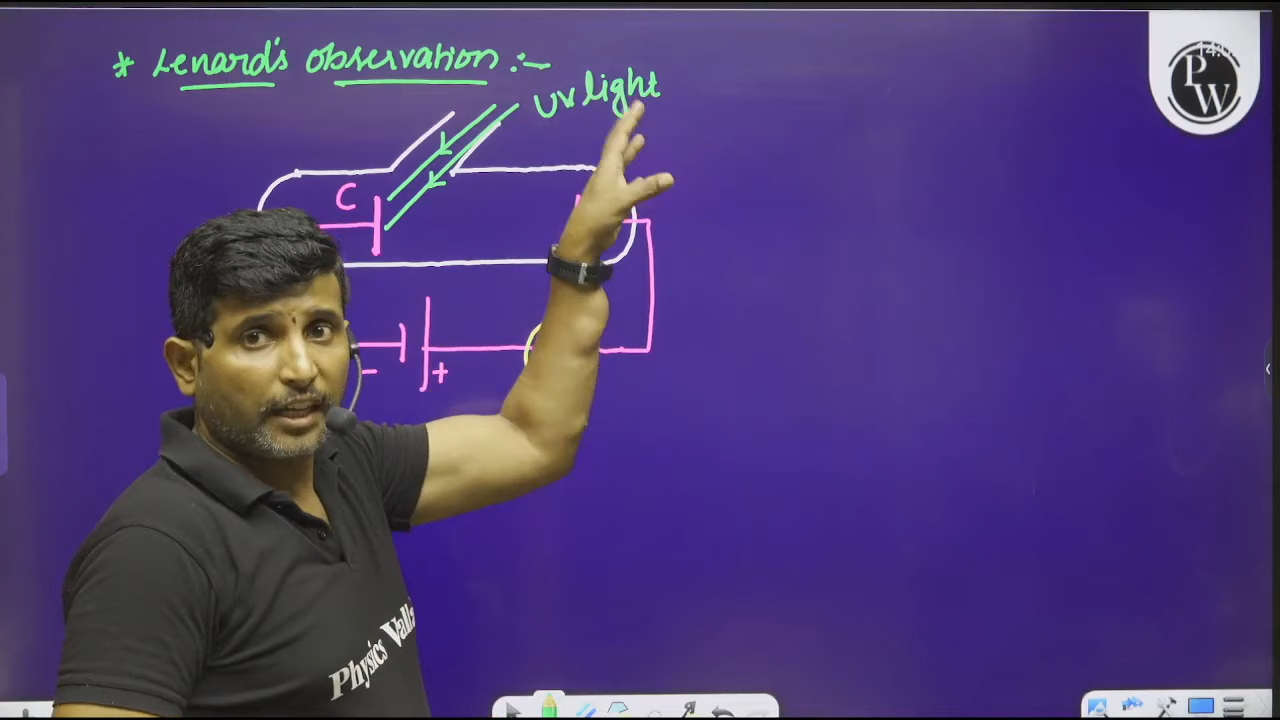 * Lenard's observation :-
UV light
C
- +
PW
Physics Walla